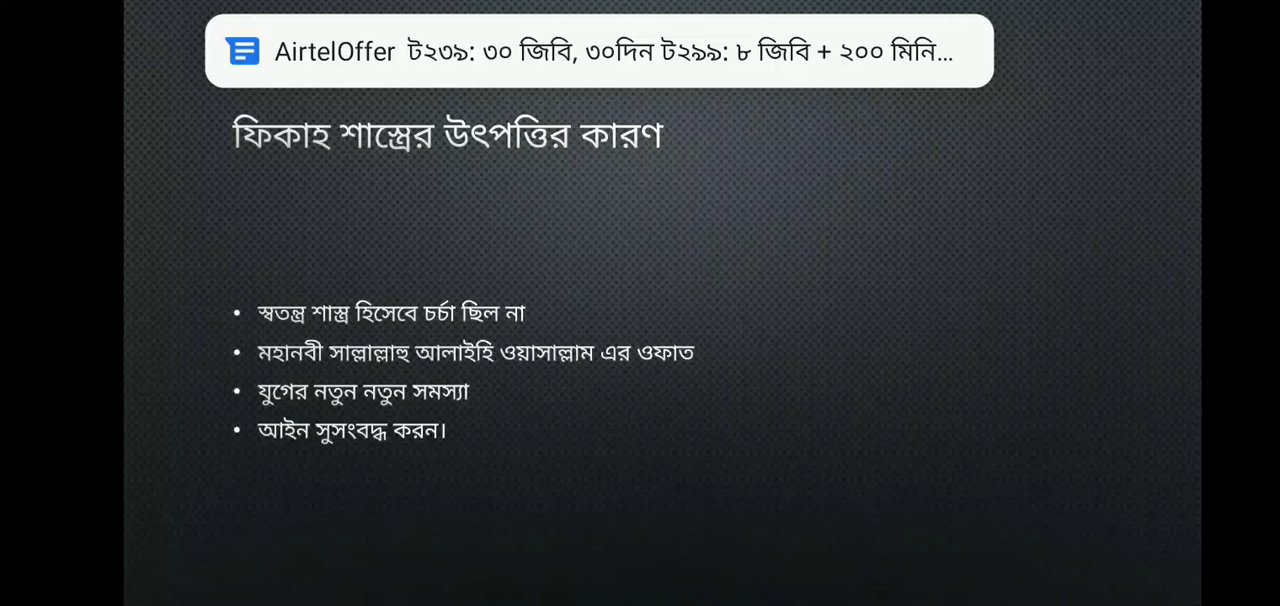 AirtelOffer ট২৩৯: ৩০ জিবি, ৩০দিন ট২৯৯: ৮ জিবি + ২০০ মিনি...
ফিকাহ শাস্ত্রের উৎপত্তির কারণ
• স্বতন্ত্র শাস্ত্র হিসেবে চর্চা ছিল না
• মহানবী সাল্লাল্লাহু আলাইহি ওয়াসাল্লাম এর ওফাত
• যুগের নতুন নতুন সমস্যা
• আইন সুসংবদ্ধ করন।